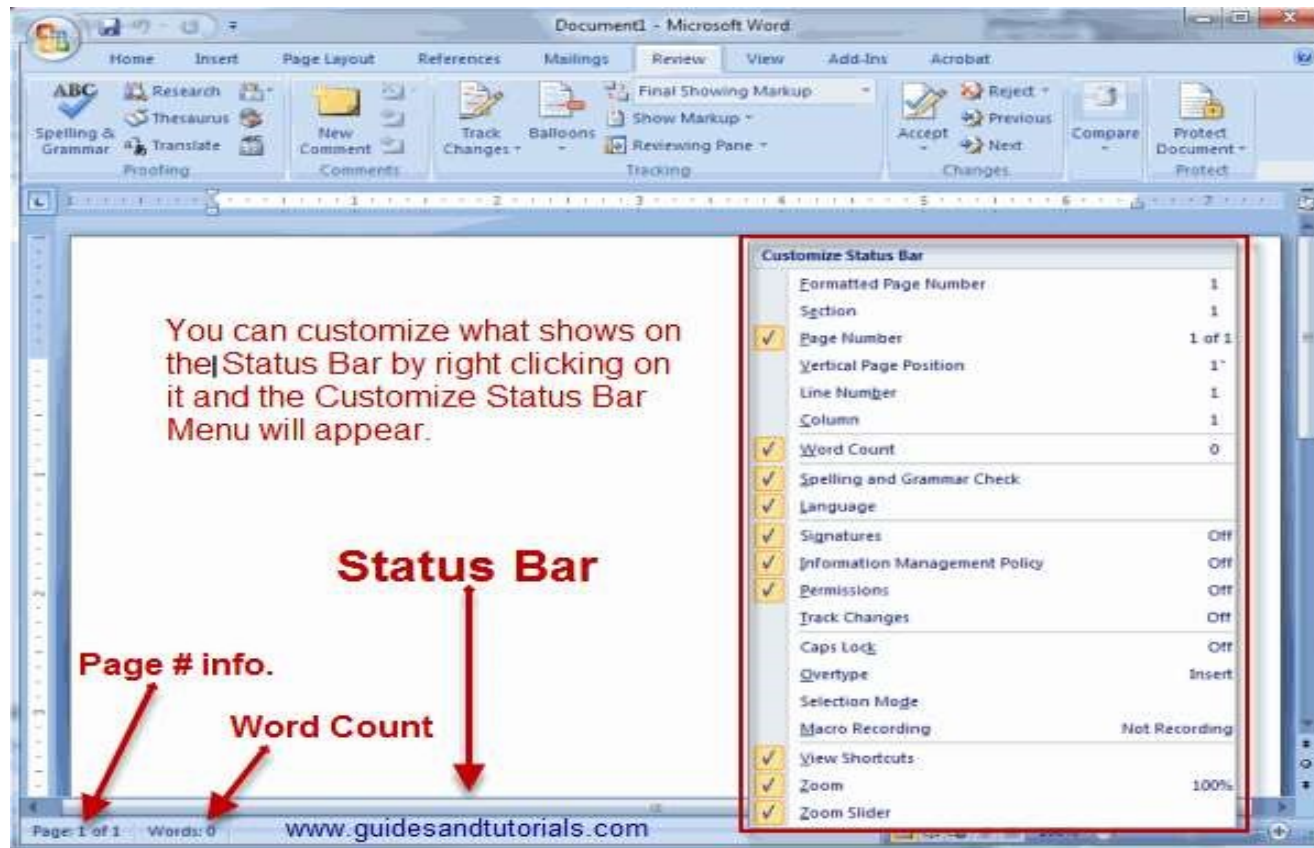 Document1 - Microsoft Word
Home Insert Page Layout References Mailings Review View Add-Ins Acrobat
ABC Research Final Showing Markup Reject
Thesaurus Show Markup Previous
Spelling & Grammar Translate New Comment Track Changes Balloons Reviewing Pane Accept Next Compare Protect Document
Proofing Comments Tracking Changes Protect
Customize Status Bar
Formatted Page Number 1
Section 1
Page Number 1 of 1
Vertical Page Position 1"
Line Number 1
Column 1
Word Count 0
Spelling and Grammar Check
Language
Signatures Off
Information Management Policy Off
Permissions Off
Track Changes Off
Caps Lock Off
Overtype Insert
Selection Mode
Macro Recording Not Recording
View Shortcuts
Zoom 100%
Zoom Slider
You can customize what shows on
the Status Bar by right clicking on
it and the Customize Status Bar
Menu will appear.
Status Bar
Page # info.
Word Count
Page: 1 of 1 Words: 0 www.guidesandtutorials.com